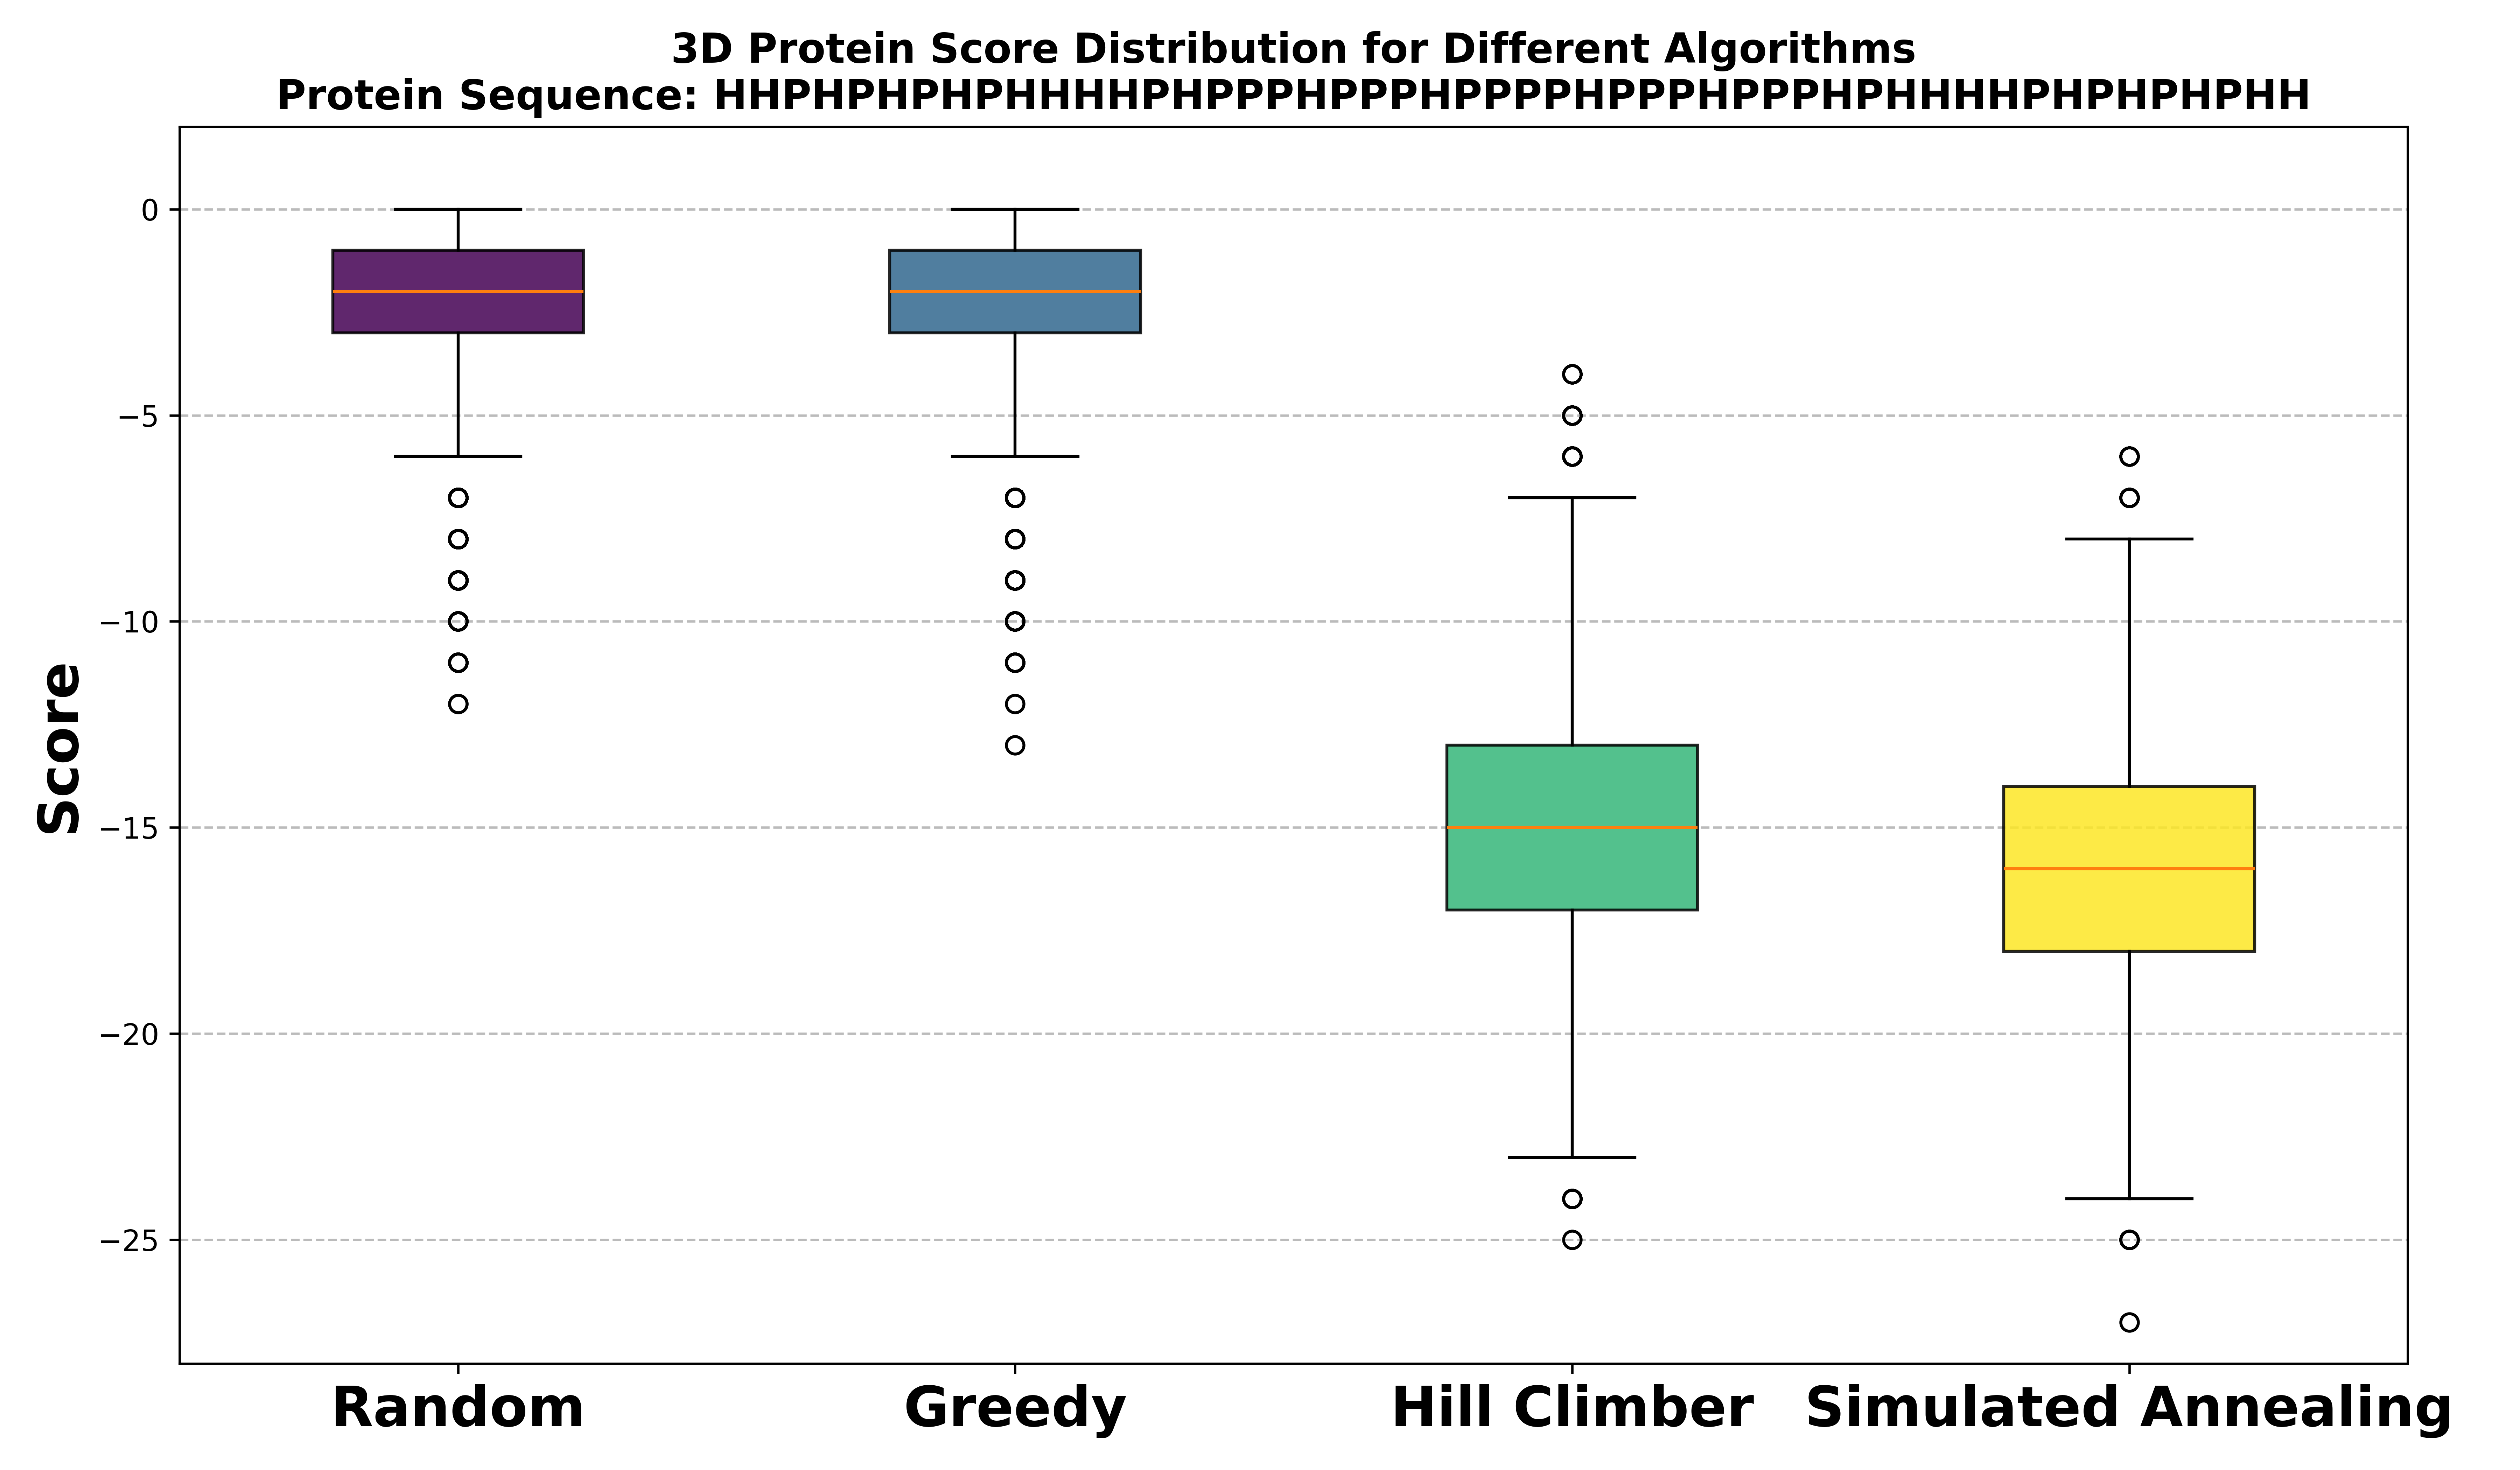 3D Protein Score Distribution for Different Algorithms
Protein Sequence: HHPHPHPHPHHHHPHPPPHPPPHPPPPHPPPHPPPHPHHHHPHPHPHPHH
0
−5
−10
−15
−20
−25
Score
Random
Greedy
Hill Climber
Simulated Annealing